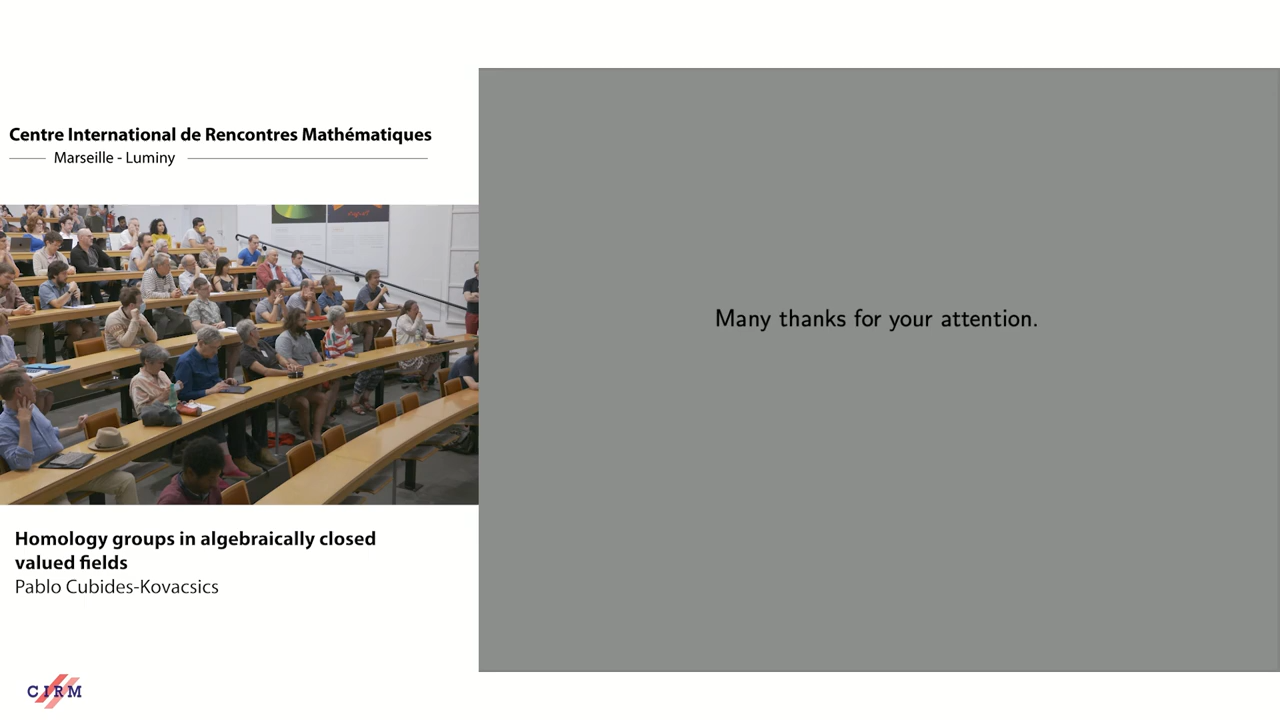 Centre International de Rencontres Mathématiques
Marseille - Luminy
Many thanks for your attention.
Homology groups in algebraically closed
valued fields
Pablo Cubides-Kovacsics
CIRM